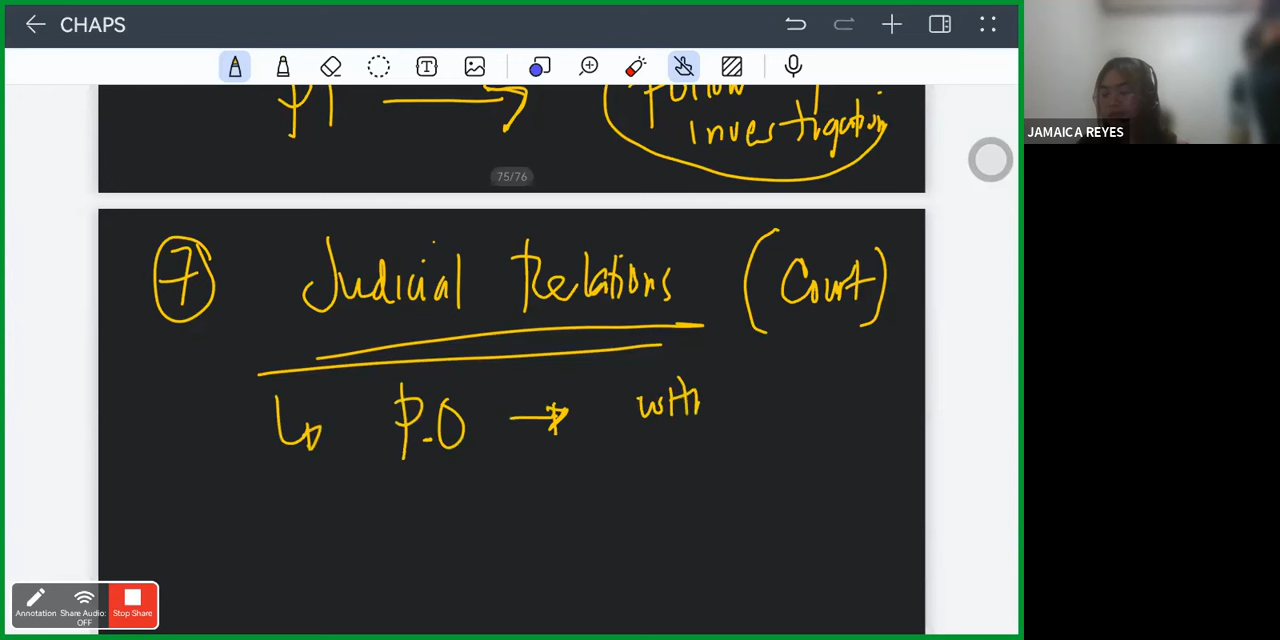 CHAPS
PI → Follow
investigation
75/76
JAMAICA REYES
7 Judicial Relations (Court)
↳ P.O → with
Annotation Share Audio: OFF Stop Share